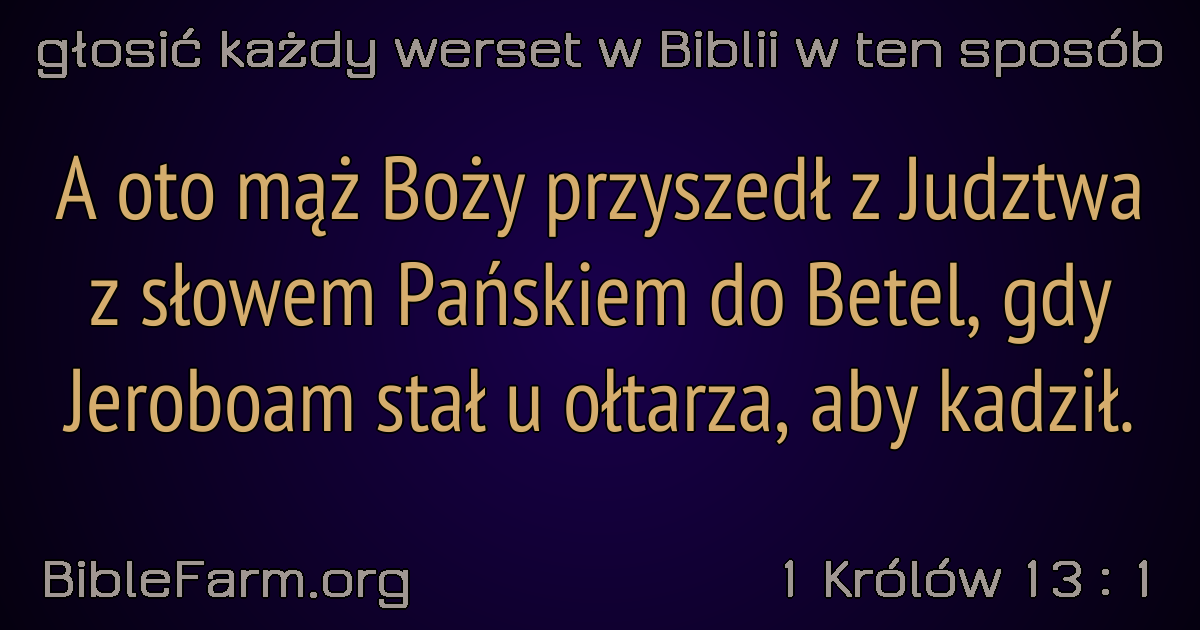 głosić każdy werset w Biblii w ten sposób
A oto mąż Boży przyszedł z Judztwa
z słowem Pańskiem do Betel, gdy
Jeroboam stał u ołtarza, aby kadził.
BibleFarm.org
1 Królów 13 : 1